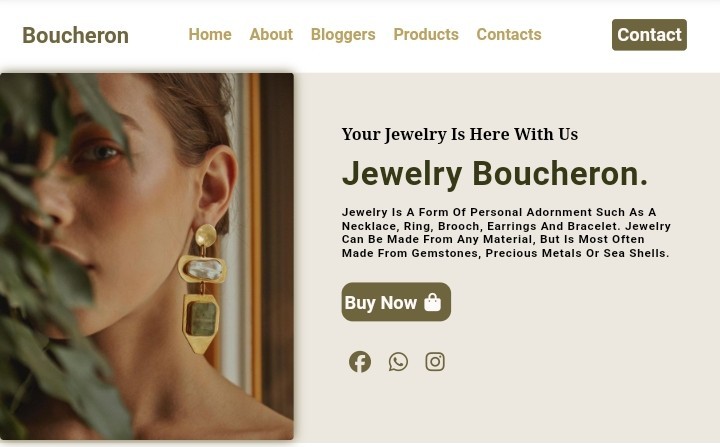 Boucheron
Home About Bloggers Products Contacts
Contact
Your Jewelry Is Here With Us
Jewelry Boucheron.
Jewelry Is A Form Of Personal Adornment Such As A
Necklace, Ring, Brooch, Earrings And Bracelet. Jewelry
Can Be Made From Any Material, But Is Most Often
Made From Gemstones, Precious Metals Or Sea Shells.
Buy Now